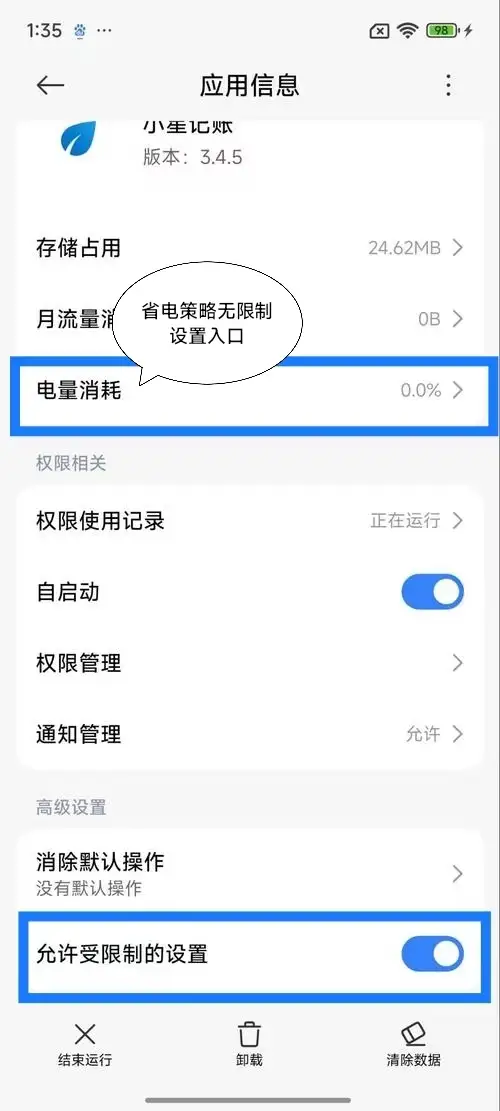 1:35
98
应用信息
小星记账
版本：3.4.5
存储占用
24.62MB
月流量消
0B
省电策略无限制
设置入口
电量消耗
0.0%
权限相关
权限使用记录
正在运行
自启动
权限管理
通知管理
允许
高级设置
消除默认操作
没有默认操作
允许受限制的设置
结束运行
卸载
清除数据